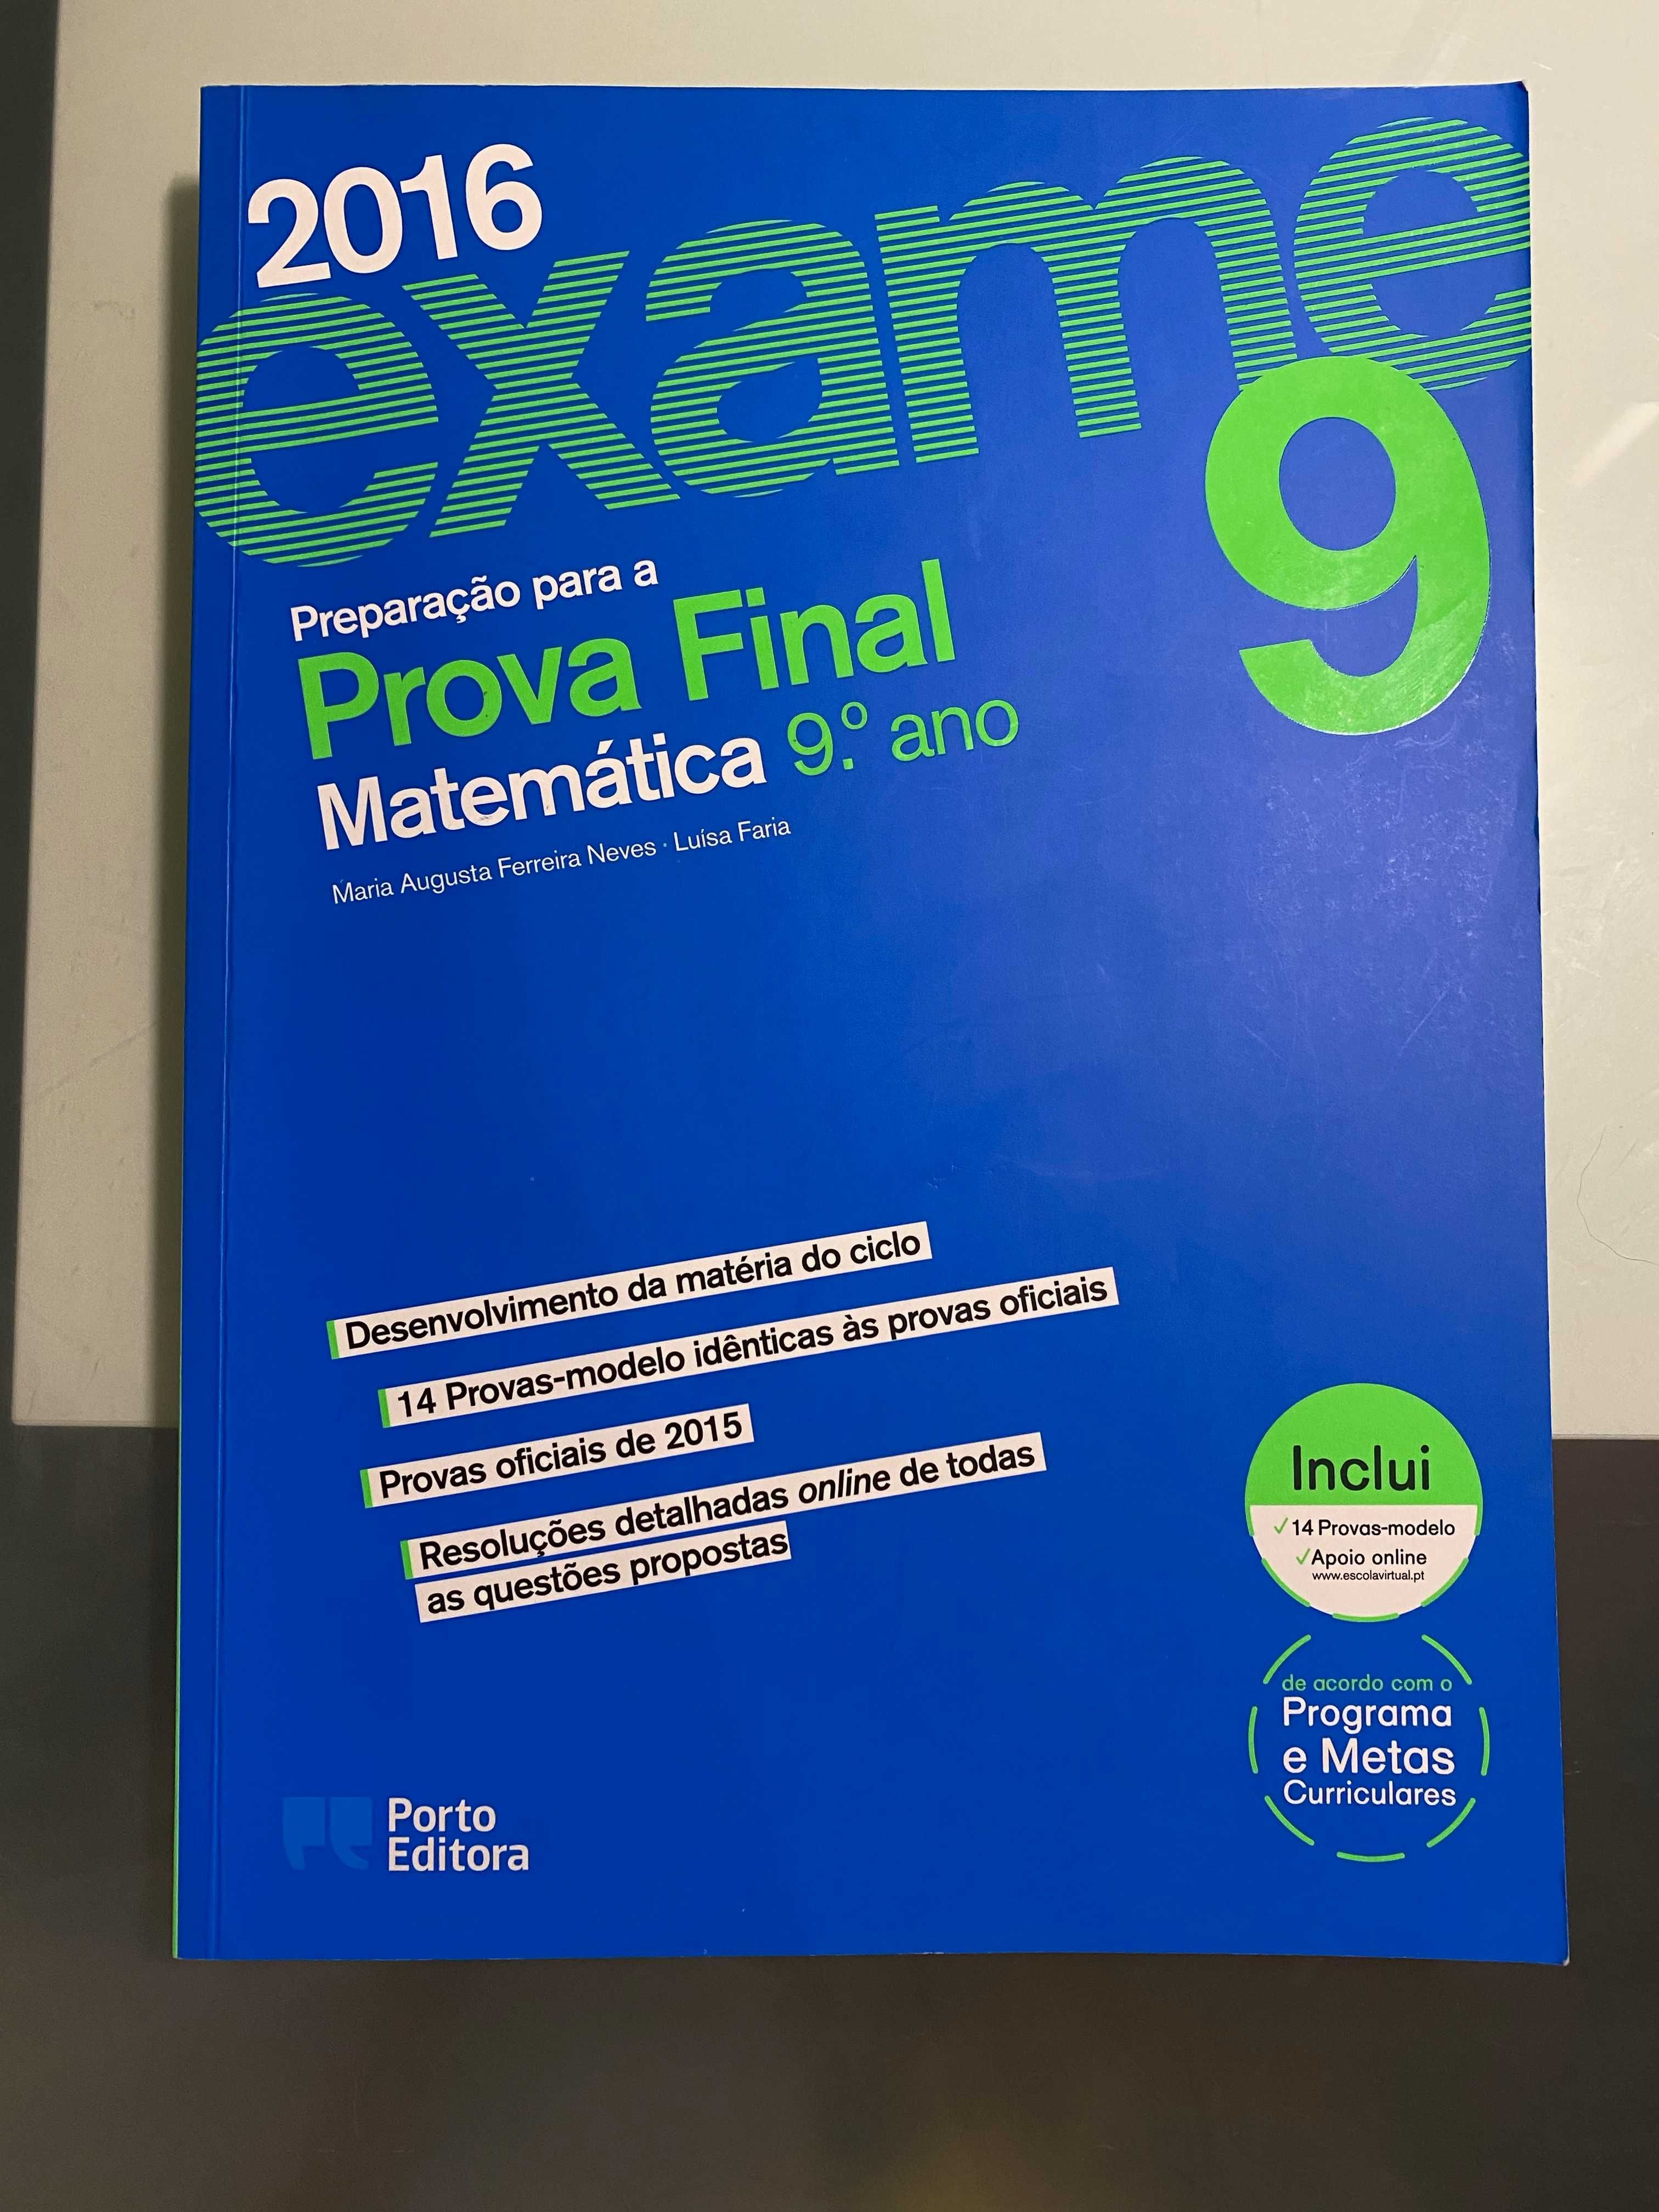 2016
exame
9
Preparação para a
Prova Final
Matemática 9.º ano
Maria Augusta Ferreira Neves · Luísa Faria
Desenvolvimento da matéria do ciclo
14 Provas-modelo idênticas às provas oficiais
Provas oficiais de 2015
Resoluções detalhadas online de todas
as questões propostas
Inclui
✓14 Provas-modelo
✓Apoio online
www.escolavirtual.pt
de acordo com o
Programa
e Metas
Curriculares
Porto
Editora